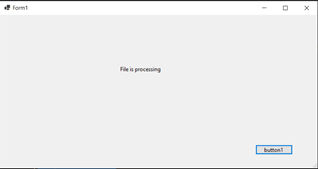 Form1
File is processing
button1